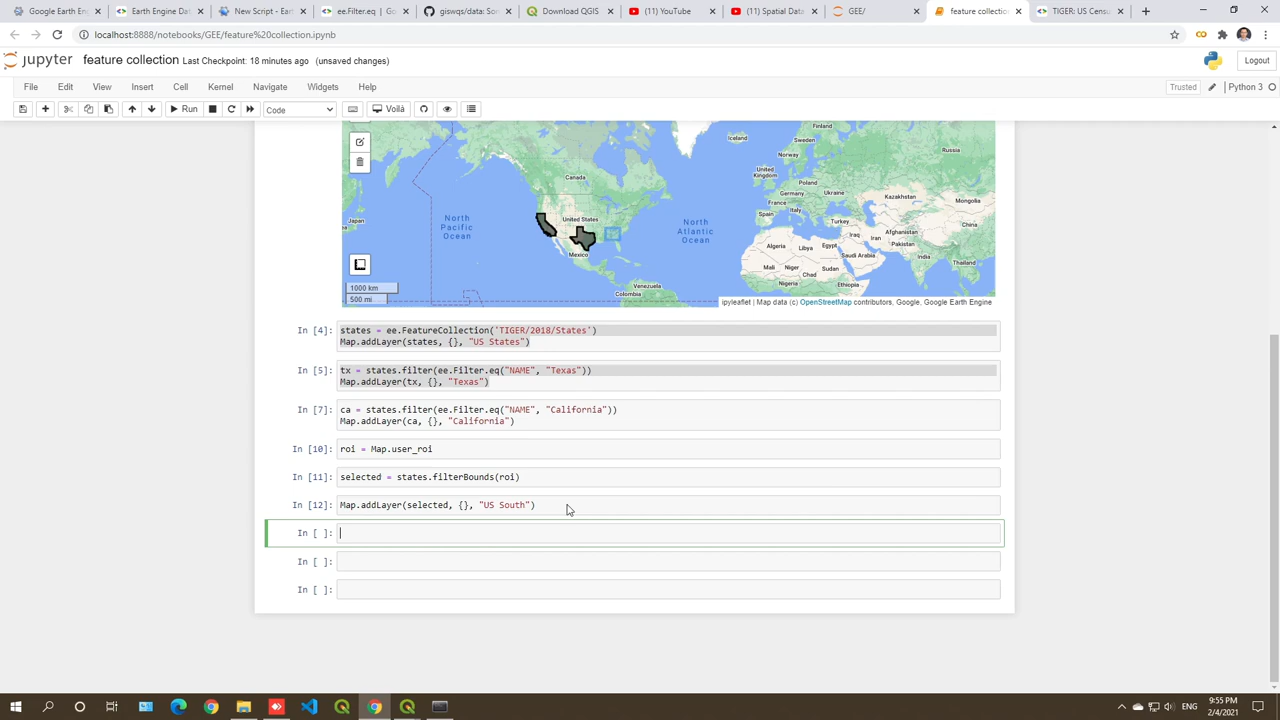 Google Earth En
Earth Engine Da
New Script - Ear
ee.Filter.eq | Go
giswqs/data: So
Download QGIS
(11) YouTube
(11) Spatial Data
GEE/
feature collectio
TIGER: US Censu
localhost:8888/notebooks/GEE/feature%20collection.ipynb
jupyter feature collection Last Checkpoint: 18 minutes ago (unsaved changes)
Logout
File Edit View Insert Cell Kernel Navigate Widgets Help
Trusted Python 3
Run Code Voilà
Finland
Iceland
Sweden
Russia
Norway
Canada
United
Kingdom
Germany
Ukraine
Kazakhstan
France
Mongolia
Japan
North
Pacific
Ocean
United States
North
Atlantic
Ocean
Spain
Italy
Turkey
China
Iraq
Iran
Afghanistan
Pakistan
Algeria
Libya
Egypt
Saudi Arabia
India
Mexico
Mali
Niger
Chad
Sudan
Thailand
Nigeria
Ethiopia
Venezuela
Colombia
1000 km
500 mi
ipyleaflet | Map data (c) OpenStreetMap contributors, Google, Google Earth Engine
In [4]: states = ee.FeatureCollection('TIGER/2018/States')
Map.addLayer(states, {}, "US States")
In [5]: tx = states.filter(ee.Filter.eq("NAME", "Texas"))
Map.addLayer(tx, {}, "Texas")
In [7]: ca = states.filter(ee.Filter.eq("NAME", "California"))
Map.addLayer(ca, {}, "California")
In [10]: roi = Map.user_roi
In [11]: selected = states.filterBounds(roi)
In [12]: Map.addLayer(selected, {}, "US South")
In [ ]:
In [ ]:
In [ ]:
ENG
9:55 PM
2/4/2021